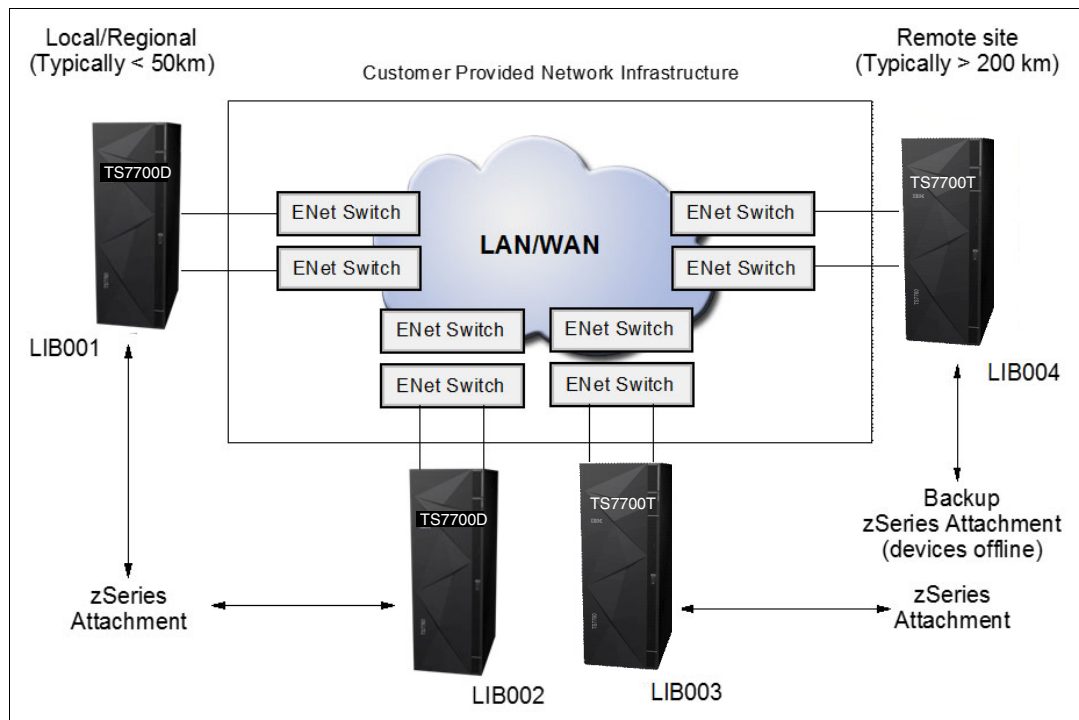 Local/Regional
(Typically < 50km)
Remote site
(Typically > 200 km)
Customer Provided Network Infrastructure
TS7700D
TS7700T
ENet Switch
ENet Switch
ENet Switch
ENet Switch
LAN/WAN
ENet Switch
ENet Switch
ENet Switch
ENet Switch
LIB001
LIB004
TS7700D
TS7700T
Backup
zSeries Attachment
(devices offline)
zSeries
Attachment
zSeries
Attachment
LIB002
LIB003